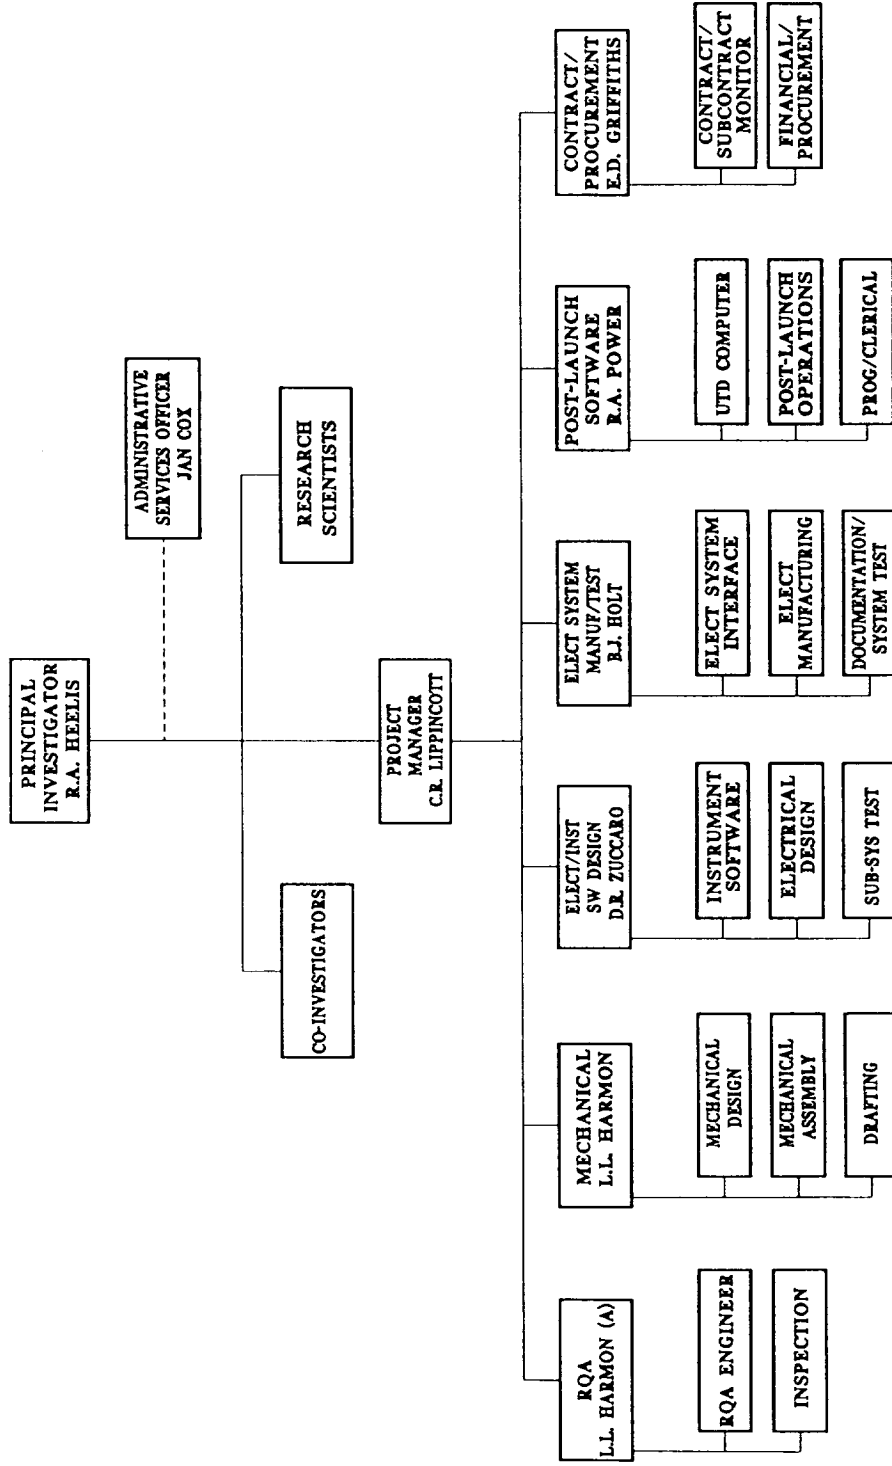 PRINCIPAL
INVESTIGATOR
R.A. HEELIS
ADMINISTRATIVE
SERVICES OFFICER
JAN COX
CO-INVESTIGATORS
RESEARCH
SCIENTISTS
PROJECT
MANAGER
C.R. LIPPINCOTT
RQA
L.L. HARMON (A)
RQA ENGINEER
INSPECTION
MECHANICAL
L.L. HARMON
MECHANICAL
DESIGN
MECHANICAL
ASSEMBLY
DRAFTING
ELECT/INST
SW DESIGN
D.R. ZUCCARO
INSTRUMENT
SOFTWARE
ELECTRICAL
DESIGN
SUB-SYS TEST
ELECT SYSTEM
MANUF/TEST
B.J. HOLT
ELECT SYSTEM
INTERFACE
ELECT
MANUFACTURING
DOCUMENTATION/
SYSTEM TEST
POST-LAUNCH
SOFTWARE
R.A. POWER
UTD COMPUTER
POST-LAUNCH
OPERATIONS
PROG/CLERICAL
CONTRACT/
PROCUREMENT
E.D. GRIFFITHS
CONTRACT/
SUBCONTRACT
MONITOR
FINANCIAL/
PROCUREMENT